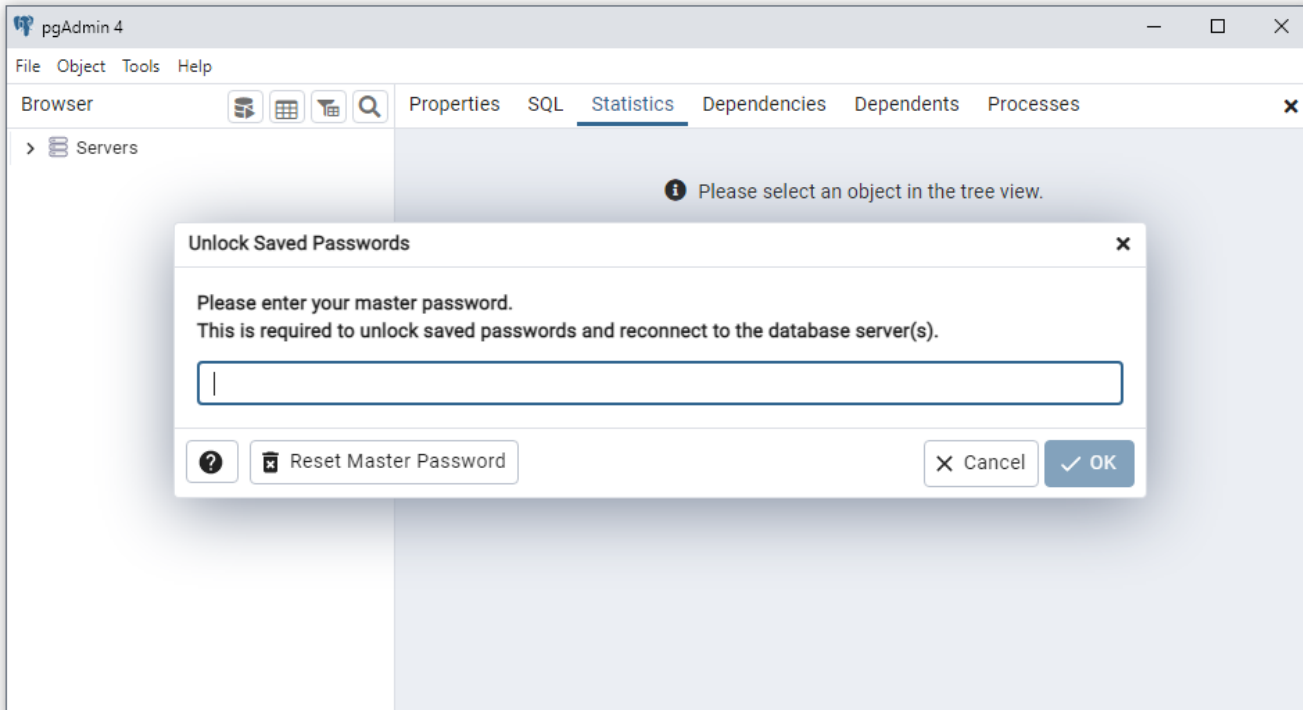 pgAdmin 4
File Object Tools Help
Browser
Properties SQL Statistics Dependencies Dependents Processes
Servers
Please select an object in the tree view.
Unlock Saved Passwords
Please enter your master password.
This is required to unlock saved passwords and reconnect to the database server(s).
Reset Master Password
Cancel
OK